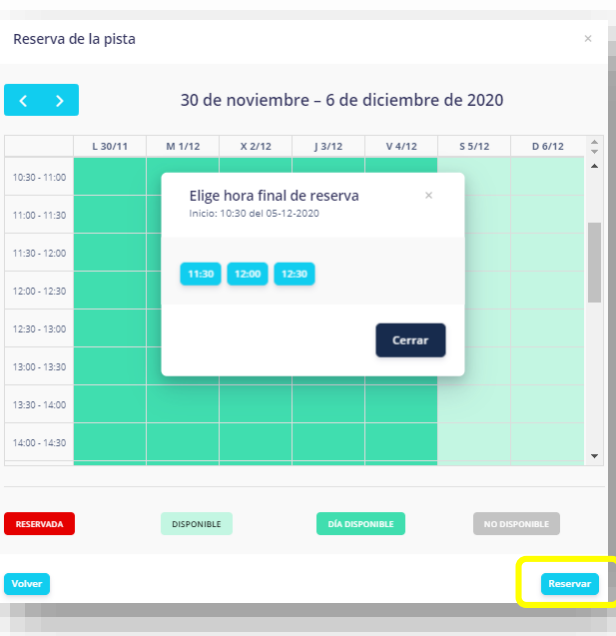 Reserva de la pista ×
30 de noviembre – 6 de diciembre de 2020
L 30/11 M 1/12 X 2/12 J 3/12 V 4/12 S 5/12 D 6/12
10:30 - 11:00
Elige hora final de reserva ×
Inicio: 10:30 del 05-12-2020
11:00 - 11:30
11:30 - 12:00
11:30 12:00 12:30
12:00 - 12:30
12:30 - 13:00
Cerrar
13:00 - 13:30
13:30 - 14:00
14:00 - 14:30
RESERVADA DISPONIBLE DÍA DISPONIBLE NO DISPONIBLE
Volver Reservar